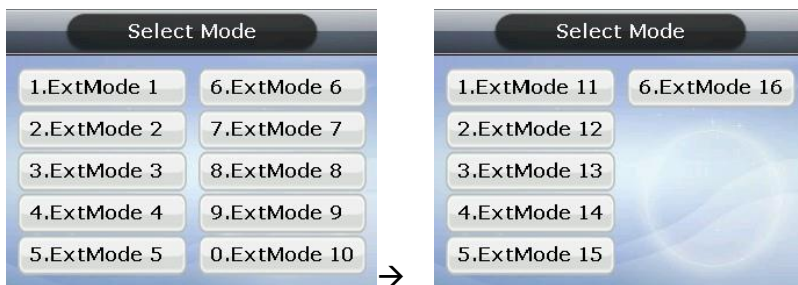 Select Mode
1.ExtMode 1
2.ExtMode 2
3.ExtMode 3
4.ExtMode 4
5.ExtMode 5
6.ExtMode 6
7.ExtMode 7
8.ExtMode 8
9.ExtMode 9
0.ExtMode 10
→
Select Mode
1.ExtMode 11
2.ExtMode 12
3.ExtMode 13
4.ExtMode 14
5.ExtMode 15
6.ExtMode 16